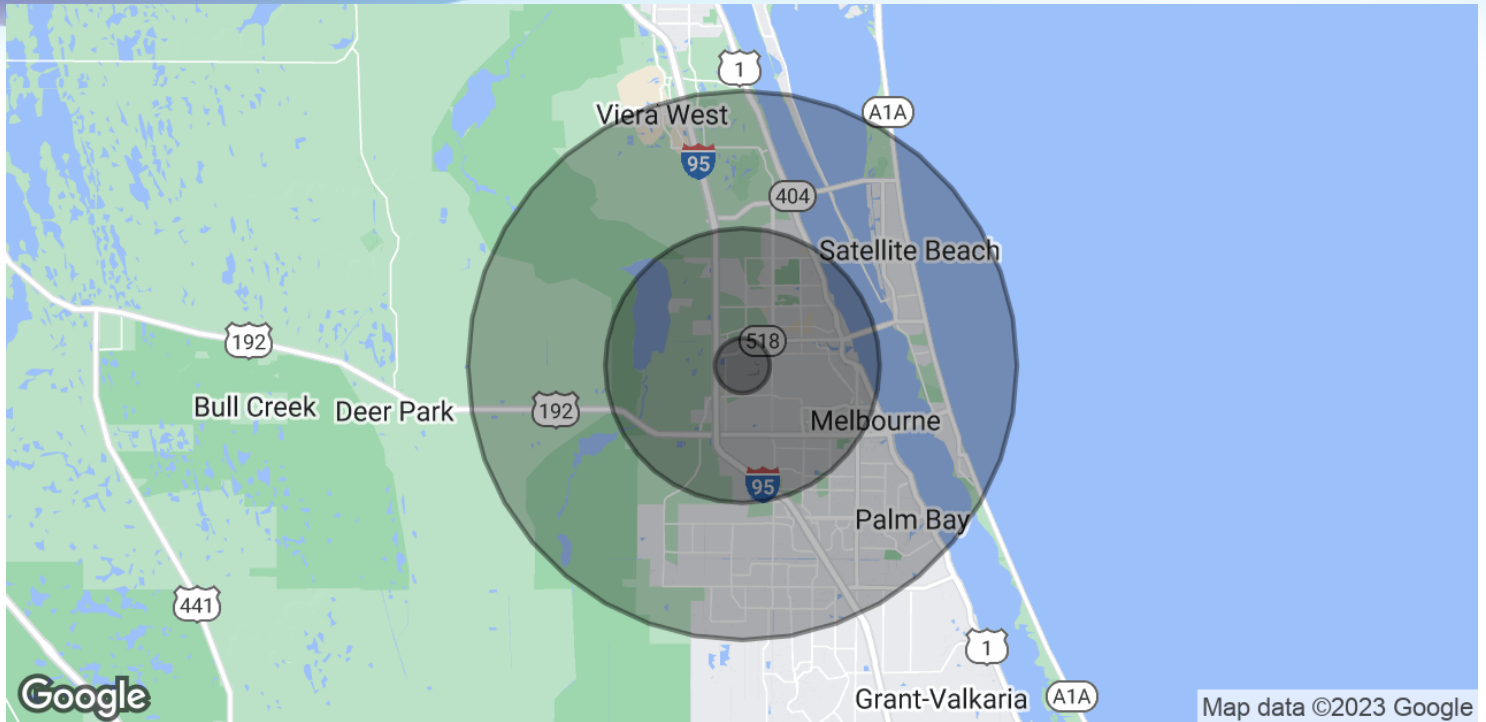 1
Viera West
A1A
95
404
Satellite Beach
518
192
Bull Creek
Deer Park
192
Melbourne
95
Palm Bay
441
1
Grant-Valkaria
A1A
Google
Map data ©2023 Google